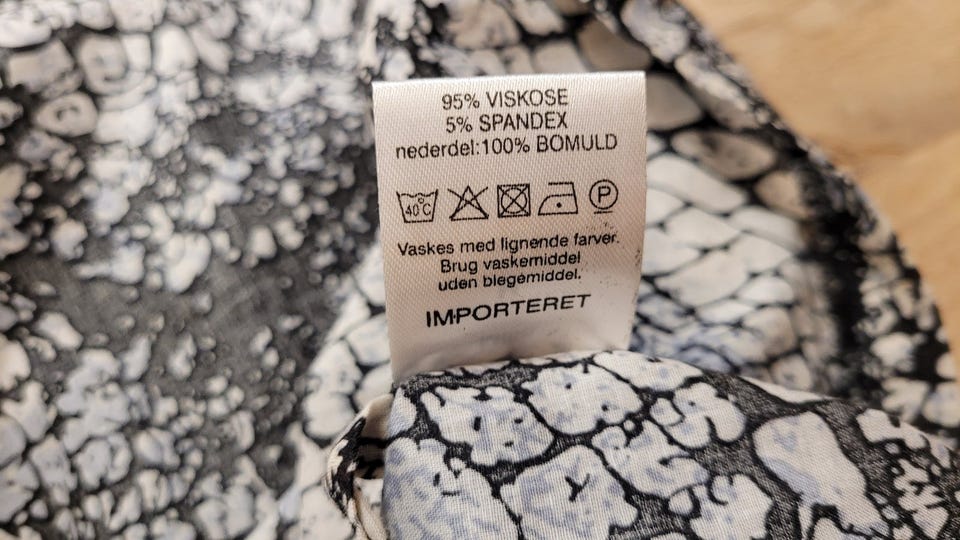 95% VISKOSE
5% SPANDEX
nederdel:100% BOMULD
40°C P
Vaskes med lignende farver.
Brug vaskemiddel
uden blegemiddel.
IMPORTERET